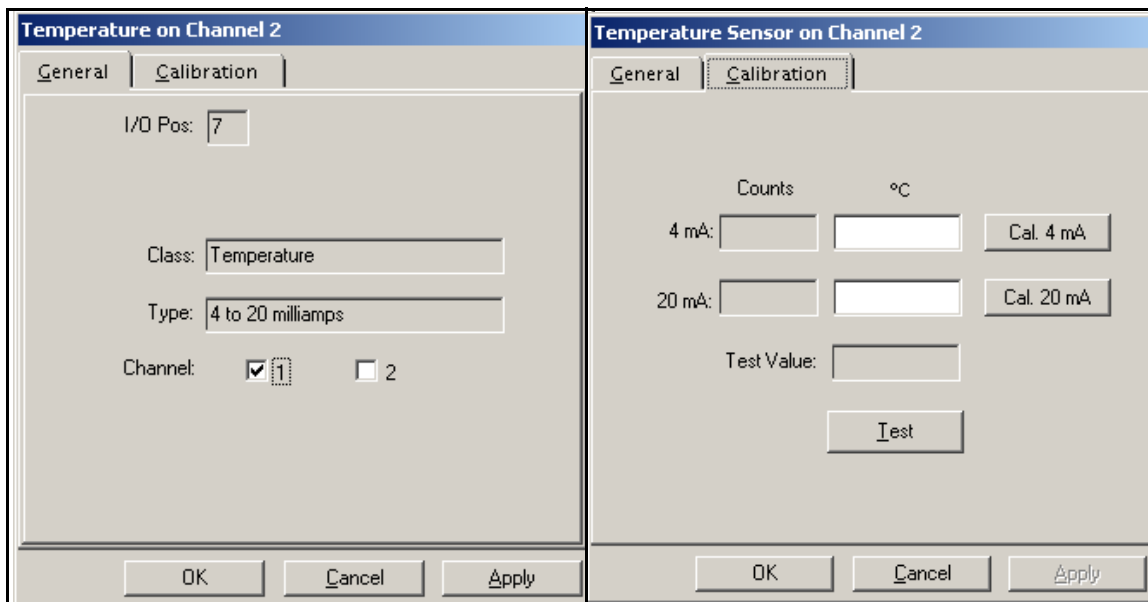 Temperature on Channel 2
General Calibration
I/O Pos: 7
Class: Temperature
Type: 4 to 20 milliamps
Channel: 1 2
OK Cancel Apply
Temperature Sensor on Channel 2
General Calibration
Counts °C
4 mA: Cal. 4 mA
20 mA: Cal. 20 mA
Test Value:
Test
OK Cancel Apply